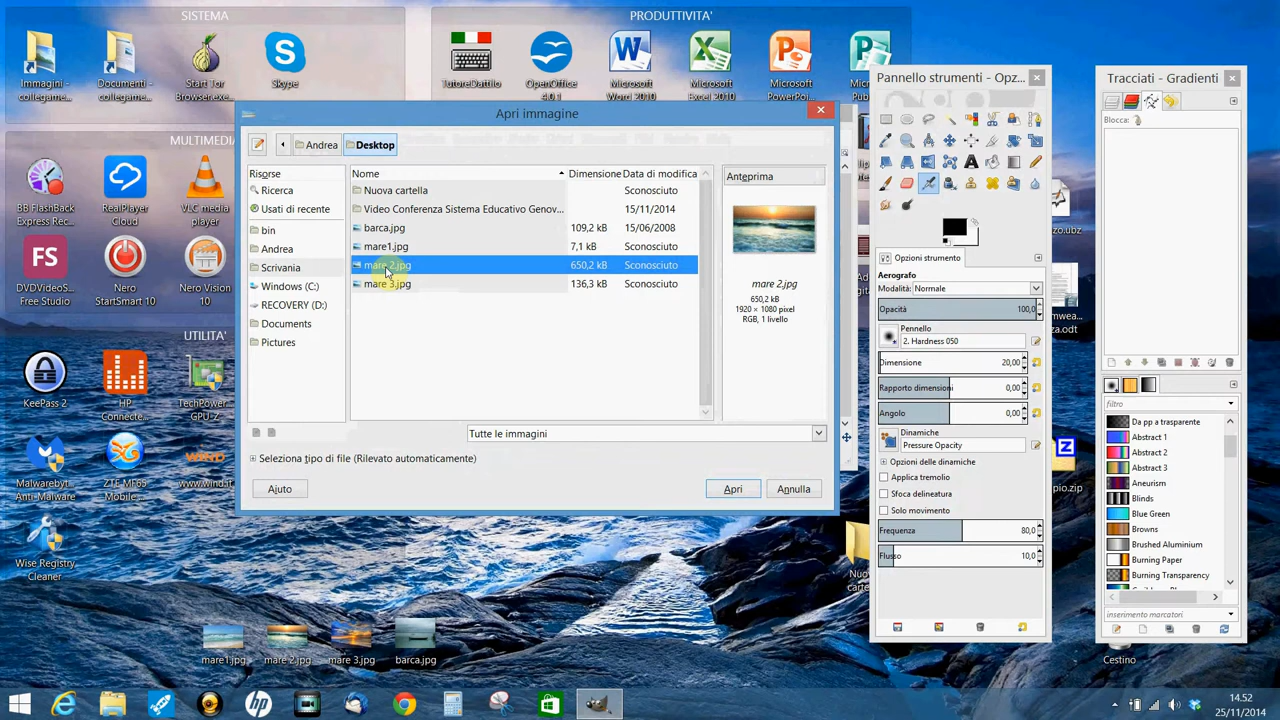 SISTEMA
PRODUTTIVITA'
Immagini -
collegame...
Documenti -
collegame...
Start Tor
Browser.exe
Skype
TutoreDattilo
OpenOffice
4.0.1
Microsoft
Word 2010
Microsoft
Excel 2010
Microsoft
PowerPoi...
Mic
Pub
MULTIMEDIA
BB FlashBack
Express Rec...
RealPlayer
Cloud
VLC media
player
FS
DVDVideoS...
Free Studio
Nero
StartSmart 10
Nero Vision
10
UTILITA'
KeePass 2
HP
Connecte...
TechPower
GPU-Z
Malwarebyt
Anti-Malware
ZTE MF65
Mobile-...
wind
www.wind.it
Wise Registry
Cleaner
Apri immagine
Andrea
Desktop
Risorse
Ricerca
Usati di recente
bin
Andrea
Scrivania
Windows (C:)
RECOVERY (D:)
Documents
Pictures
Nome Dimensione Data di modifica
Nuova cartella Sconosciuto
Video Conferenza Sistema Educativo Genov... 15/11/2014
barca.jpg 109,2 kB 15/06/2008
mare1.jpg 7,1 kB Sconosciuto
mare 2.jpg 650,2 kB Sconosciuto
mare 3.jpg 136,3 kB Sconosciuto
Anteprima
mare 2.jpg
650,2 kB
1920 × 1080 pixel
RGB, 1 livello
Tutte le immagini
Seleziona tipo di file (Rilevato automaticamente)
Aiuto
Apri
Annulla
Pannello strumenti - Opz...
Opzioni strumento
Aerografo
Modalità: Normale
Opacità 100,0
Pennello
2. Hardness 050
Dimensione 20,00
Rapporto dimensioni 0,00
Angolo 0,00
Dinamiche
Pressure Opacity
Opzioni delle dinamiche
Applica tremolio
Sfoca delineatura
Solo movimento
Frequenza 80,0
Flusso 10,0
Tracciati - Gradienti
Blocca:
filtro
Da pp a trasparente
Abstract 1
Abstract 2
Abstract 3
Aneurism
Blinds
Blue Green
Browns
Brushed Aluminium
Burning Paper
Burning Transparency
inserimento marcatori
.ubz
.odt
pio.zip
Nuo
carte
Cestino
mare1.jpg
mare 2.jpg
mare 3.jpg
barca.jpg
14.52
25/11/2014